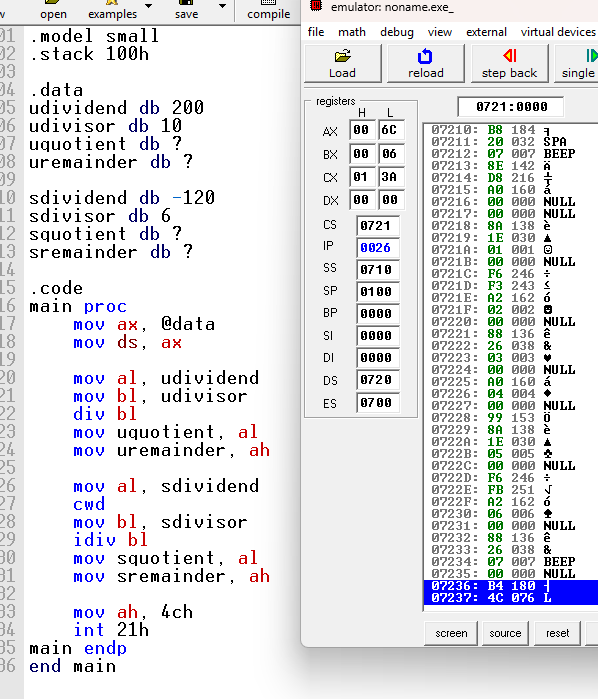 open examples save compile
01 .model small
02 .stack 100h
03
04 .data
05 udividend db 200
06 udivisor db 10
07 uquotient db ?
08 uremainder db ?
09
10 sdividend db -120
11 sdivisor db 6
12 squotient db ?
13 sremainder db ?
14
15 .code
16 main proc
17 mov ax, @data
18 mov ds, ax
19
20 mov al, udividend
21 mov bl, udivisor
22 div bl
23 mov uquotient, al
24 mov uremainder, ah
25
26 mov al, sdividend
27 cwd
28 mov bl, sdivisor
29 idiv bl
30 mov squotient, al
31 mov sremainder, ah
32
33 mov ah, 4ch
34 int 21h
35 main endp
36 end main
emulator: noname.exe_
file math debug view external virtual devices
Load reload step back single
registers
H L
AX 00 6C
BX 00 06
CX 01 3A
DX 00 00
CS 0721
IP 0026
SS 0710
SP 0100
BP 0000
SI 0000
DI 0000
DS 0720
ES 0700
0721:0000
07210: B8 184 ╕
07211: 20 032 SPA
07212: 07 007 BEEP
07213: 8E 142 Ä
07214: D8 216 ╪
07215: A0 160 á
07216: 00 000 NULL
07217: 00 000 NULL
07218: 8A 138 è
07219: 1E 030 ▲
0721A: 01 001 ☺
0721B: 00 000 NULL
0721C: F6 246 ÷
0721D: F3 243 ≤
0721E: A2 162 ó
0721F: 02 002 ☻
07220: 00 000 NULL
07221: 88 136 ê
07222: 26 038 &
07223: 03 003 ♥
07224: 00 000 NULL
07225: A0 160 á
07226: 04 004 ♦
07227: 00 000 NULL
07228: 99 153 Ö
07229: 8A 138 è
0722A: 1E 030 ▲
0722B: 05 005 ♣
0722C: 00 000 NULL
0722D: F6 246 ÷
0722E: FB 251 √
0722F: A2 162 ó
07230: 06 006 ♠
07231: 00 000 NULL
07232: 88 136 ê
07233: 26 038 &
07234: 07 007 BEEP
07235: 00 000 NULL
07236: B4 180 ┤
07237: 4C 076 L
screen source reset